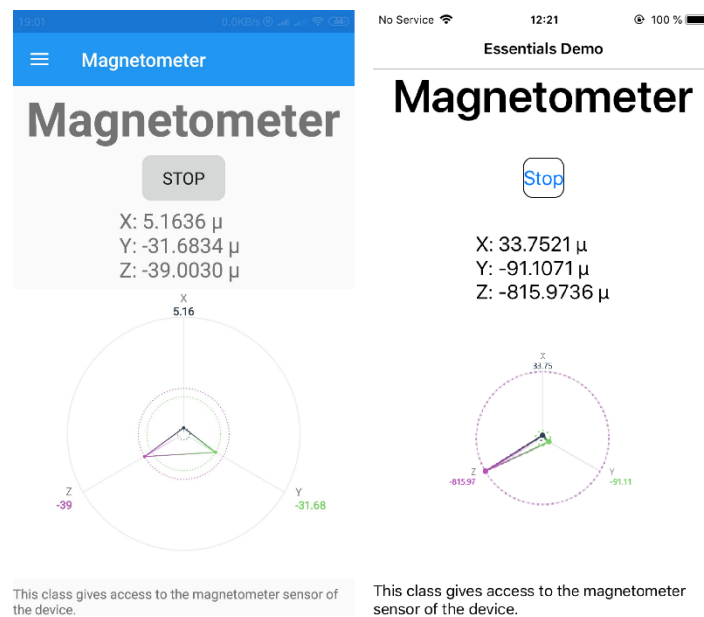 19:01
0.0KB/s
Magnetometer
Magnetometer
STOP
X: 5.1636 µ
Y: -31.6834 µ
Z: -39.0030 µ
X
5.16
Z
-39
Y
-31.68
This class gives access to the magnetometer sensor of
the device.
No Service
12:21
100 %
Essentials Demo
Magnetometer
Stop
X: 33.7521 µ
Y: -91.1071 µ
Z: -815.9736 µ
X
33.75
Z
-815.97
Y
-91.11
This class gives access to the magnetometer
sensor of the device.